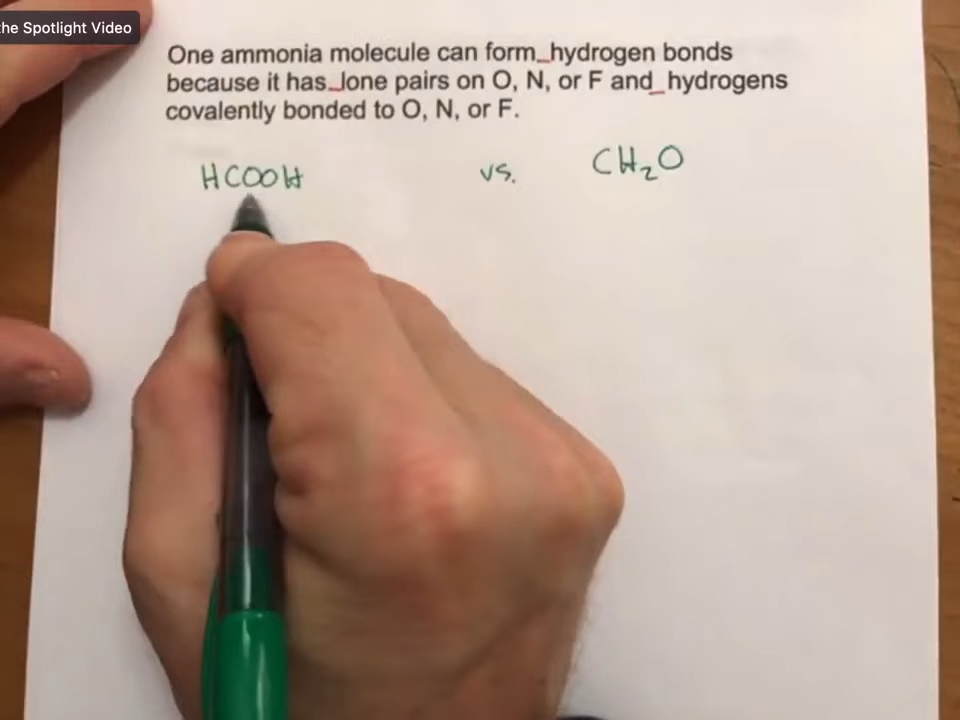 the Spotlight Video
One ammonia molecule can form_hydrogen bonds
because it has_lone pairs on O, N, or F and_hydrogens
covalently bonded to O, N, or F.
HCOOH vs. CH₂O